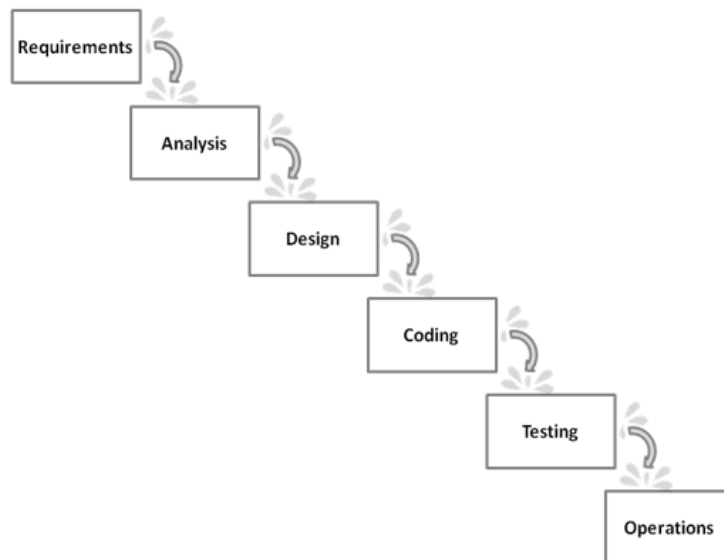 Requirements
Analysis
Design
Coding
Testing
Operations